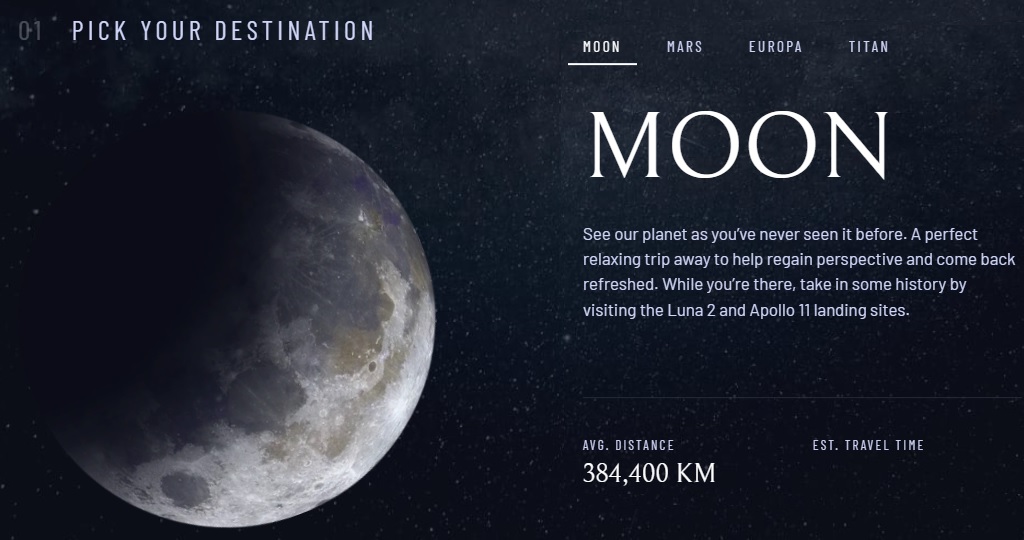 01 PICK YOUR DESTINATION
MOON MARS EUROPA TITAN
MOON
See our planet as you’ve never seen it before. A perfect
relaxing trip away to help regain perspective and come back
refreshed. While you’re there, take in some history by
visiting the Luna 2 and Apollo 11 landing sites.
AVG. DISTANCE
384,400 KM
EST. TRAVEL TIME